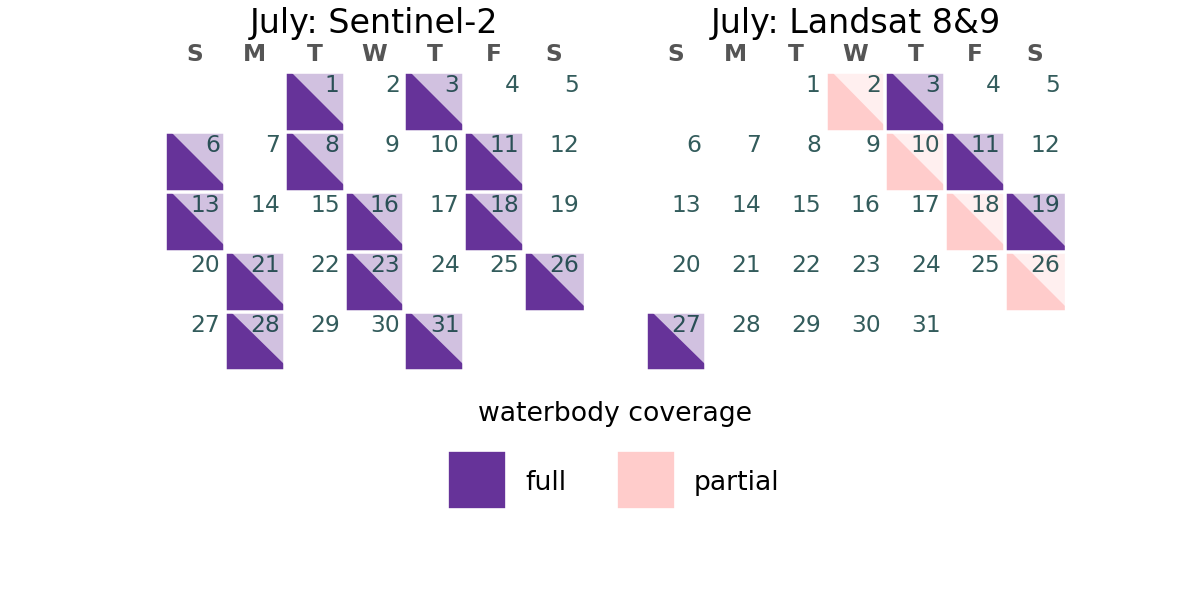 July: Sentinel-2
S M T W T F S
1 2 3 4 5
6 7 8 9 10 11 12
13 14 15 16 17 18 19
20 21 22 23 24 25 26
27 28 29 30 31
July: Landsat 8&9
S M T W T F S
1 2 3 4 5
6 7 8 9 10 11 12
13 14 15 16 17 18 19
20 21 22 23 24 25 26
27 28 29 30 31
waterbody coverage
full partial